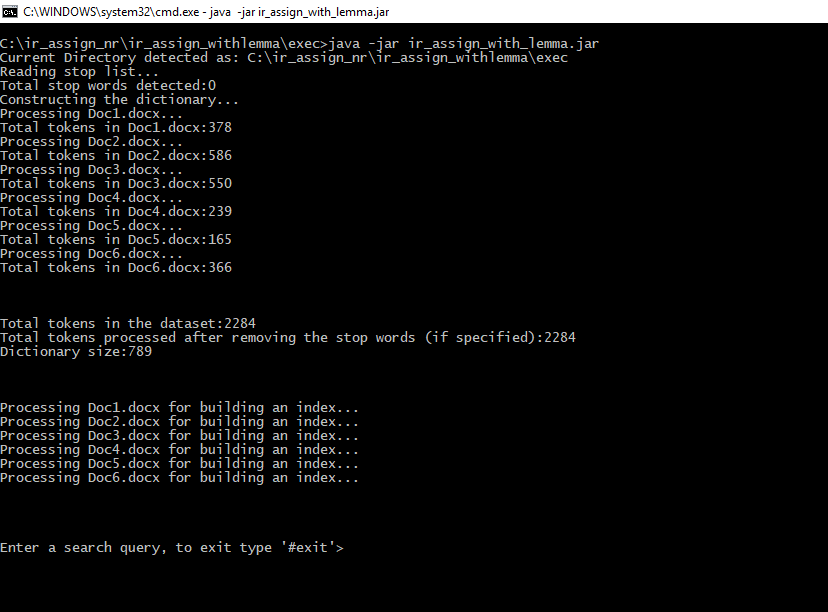 C:\WINDOWS\system32\cmd.exe - java -jar ir_assign_with_lemma.jar
C:\ir_assign_nr\ir_assign_withlemma\exec>java -jar ir_assign_with_lemma.jar
Current Directory detected as: C:\ir_assign_nr\ir_assign_withlemma\exec
Reading stop list...
Total stop words detected:0
Constructing the dictionary...
Processing Doc1.docx...
Total tokens in Doc1.docx:378
Processing Doc2.docx...
Total tokens in Doc2.docx:586
Processing Doc3.docx...
Total tokens in Doc3.docx:550
Processing Doc4.docx...
Total tokens in Doc4.docx:239
Processing Doc5.docx...
Total tokens in Doc5.docx:165
Processing Doc6.docx...
Total tokens in Doc6.docx:366
Total tokens in the dataset:2284
Total tokens processed after removing the stop words (if specified):2284
Dictionary size:789
Processing Doc1.docx for building an index...
Processing Doc2.docx for building an index...
Processing Doc3.docx for building an index...
Processing Doc4.docx for building an index...
Processing Doc5.docx for building an index...
Processing Doc6.docx for building an index...
Enter a search query, to exit type '#exit'>